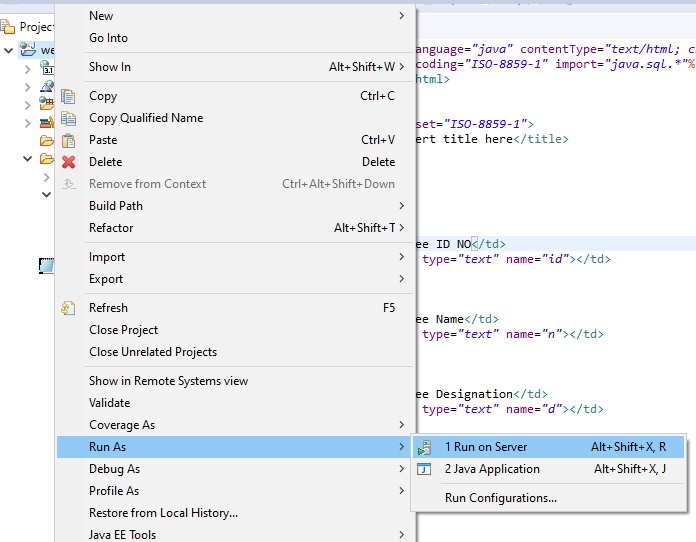 Project
New
Go Into
Show In Alt+Shift+W
Copy Ctrl+C
Copy Qualified Name
Paste Ctrl+V
Delete Delete
Remove from Context Ctrl+Alt+Shift+Down
Build Path
Refactor Alt+Shift+T
Import
Export
Refresh F5
Close Project
Close Unrelated Projects
Show in Remote Systems view
Validate
Coverage As
Run As
Debug As
Profile As
Restore from Local History...
Java EE Tools
1 Run on Server Alt+Shift+X, R
2 Java Application Alt+Shift+X, J
Run Configurations...
we
3.1
anguage="java" contentType="text/html; c
coding="ISO-8859-1" import="java.sql.*"%
html>
set="ISO-8859-1">
ert title here</title>
ee ID NO</td>
type="text" name="id"></td>
ee Name</td>
type="text" name="n"></td>
ee Designation</td>
type="text" name="d"></td>